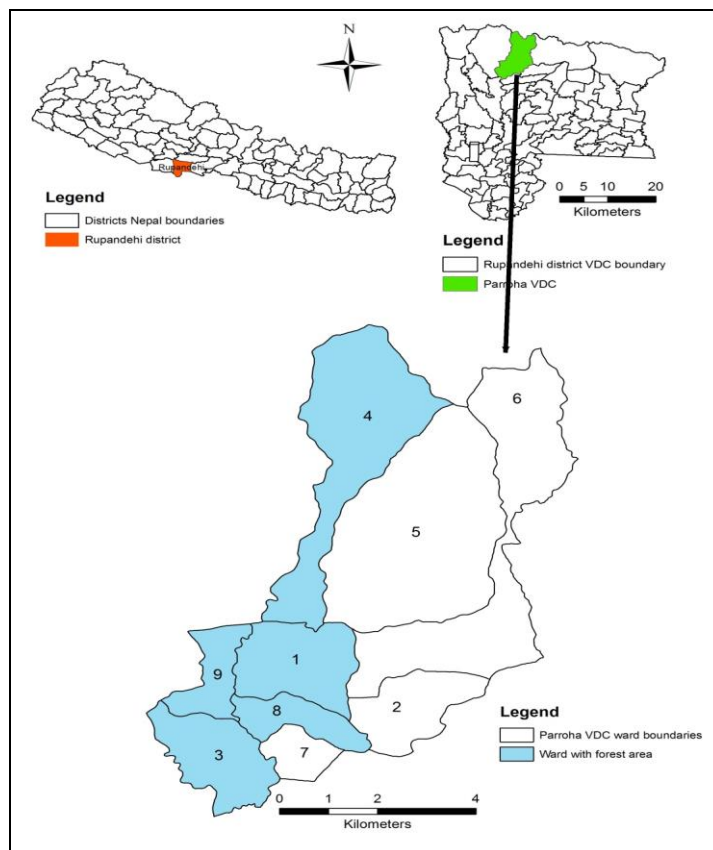 N
Rupandehi
Legend
Districts Nepal boundaries
Rupandehi district
0 5 10 20
Kilometers
Legend
Rupandehi district VDC boundary
Parroha VDC
4
6
5
1
9
2
8
3
7
Legend
Parroha VDC ward boundaries
Ward with forest area
0 1 2 4
Kilometers